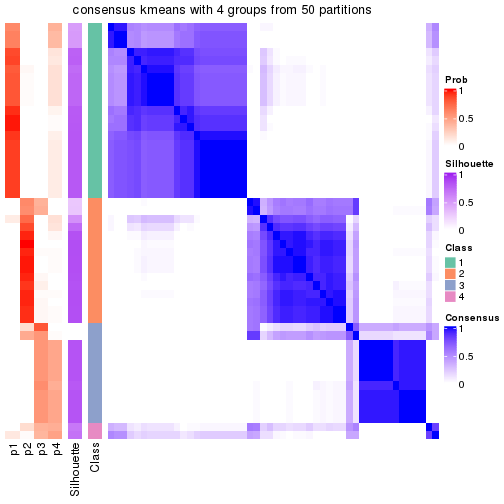 consensus kmeans with 4 groups from 50 partitions
Prob
1
0.5
0
Silhouette
1
0.5
0
Class
1
2
3
4
Consensus
1
0.5
0
p1
p2
p3
p4
Silhouette
Class